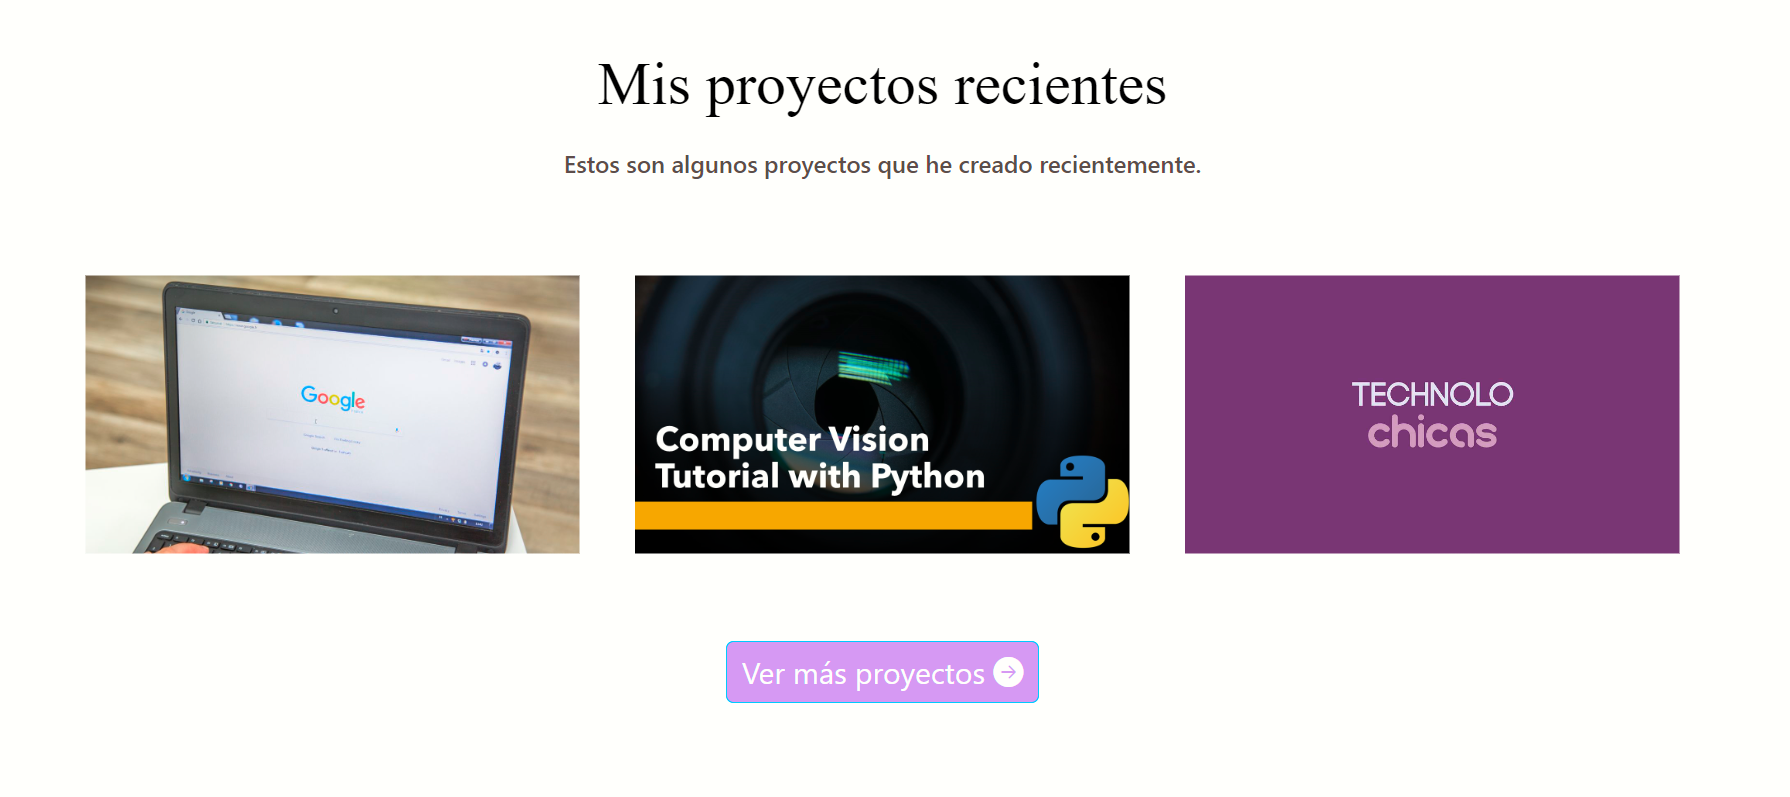 Mis proyectos recientes
Estos son algunos proyectos que he creado recientemente.
Google
Computer Vision
Tutorial with Python
TECHNOLO
chicas
Ver más proyectos